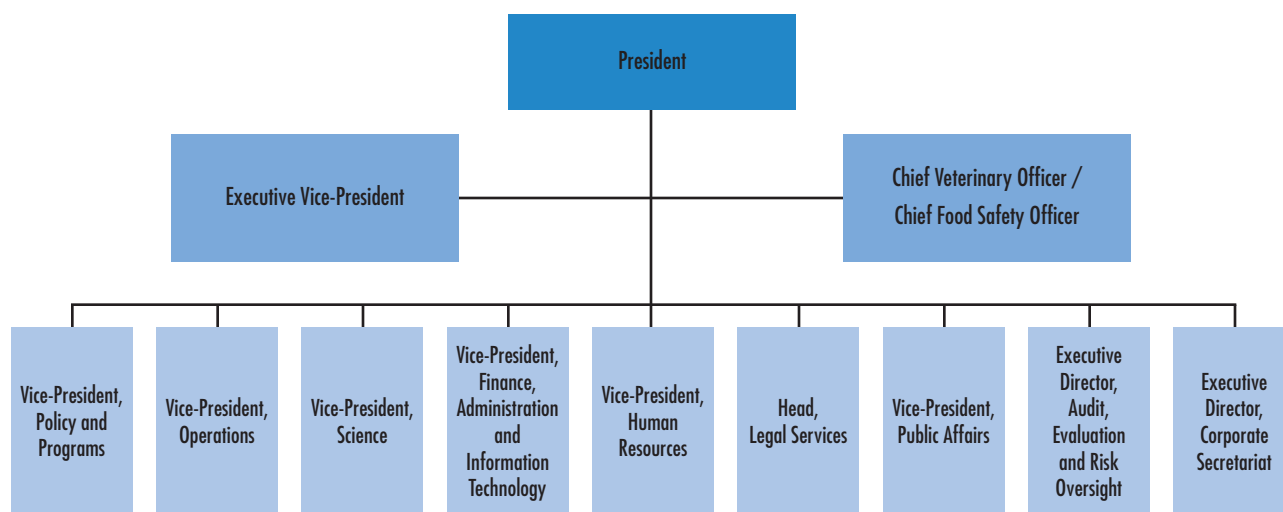 President
Executive Vice-President
Chief Veterinary Officer /
Chief Food Safety Officer
Vice-President,
Policy and
Programs
Vice-President,
Operations
Vice-President,
Science
Vice-President,
Finance,
Administration
and
Information
Technology
Vice-President,
Human
Resources
Head,
Legal Services
Vice-President,
Public Affairs
Executive
Director,
Audit,
Evaluation
and Risk
Oversight
Executive
Director,
Corporate
Secretariat